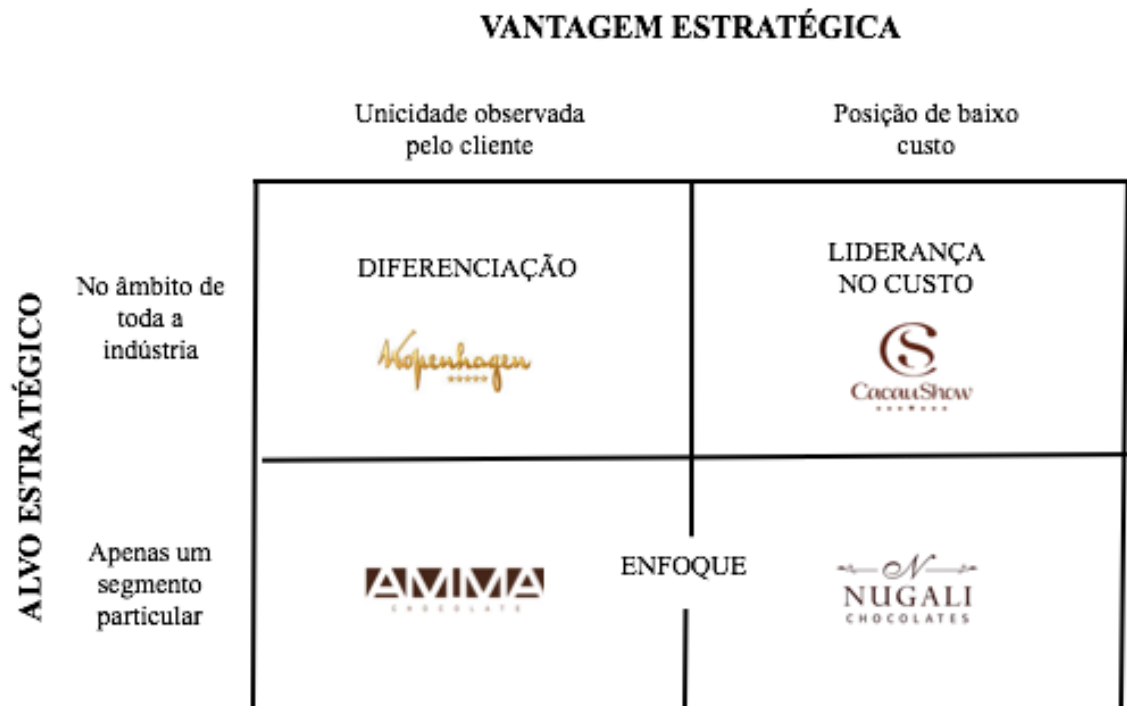 VANTAGEM ESTRATÉGICA
Unicidade observada
pelo cliente
Posição de baixo
custo
ALVO ESTRATÉGICO
No âmbito de
toda a
indústria
DIFERENCIAÇÃO
Kopenhagen
LIDERANÇA
NO CUSTO
CS
CacauShow
Apenas um
segmento
particular
AMMA
CHOCOLATE
ENFOQUE
N
NUGALI
CHOCOLATES